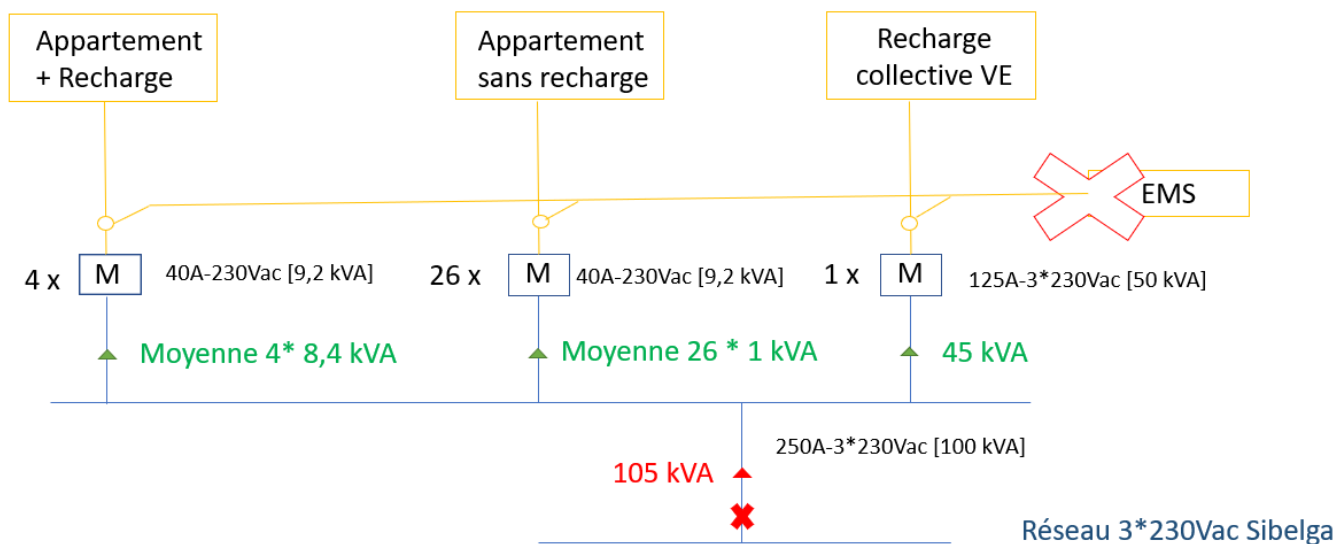 Appartement
+ Recharge
Appartement
sans recharge
Recharge
collective VE
EMS
4 x
M
40A-230Vac [9,2 kVA]
26 x
M
40A-230Vac [9,2 kVA]
1 x
M
125A-3*230Vac [50 kVA]
Moyenne 4* 8,4 kVA
Moyenne 26 * 1 kVA
45 kVA
250A-3*230Vac [100 kVA]
105 kVA
Réseau 3*230Vac Sibelga